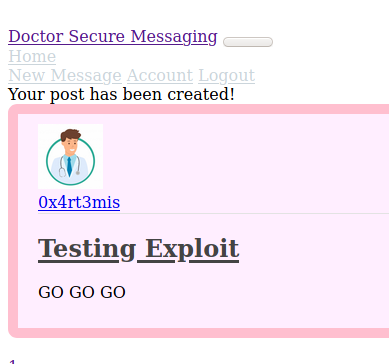 Doctor Secure Messaging
Home
New Message Account Logout
Your post has been created!
0x4rt3mis
Testing Exploit
GO GO GO